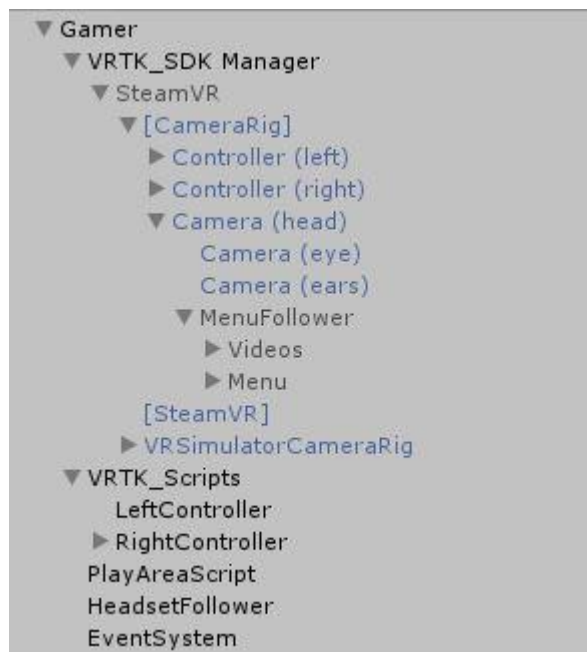 Gamer
VRTK_SDK Manager
SteamVR
[CameraRig]
Controller (left)
Controller (right)
Camera (head)
Camera (eye)
Camera (ears)
MenuFollower
Videos
Menu
[SteamVR]
VRSimulatorCameraRig
VRTK_Scripts
LeftController
RightController
PlayAreaScript
HeadsetFollower
EventSystem